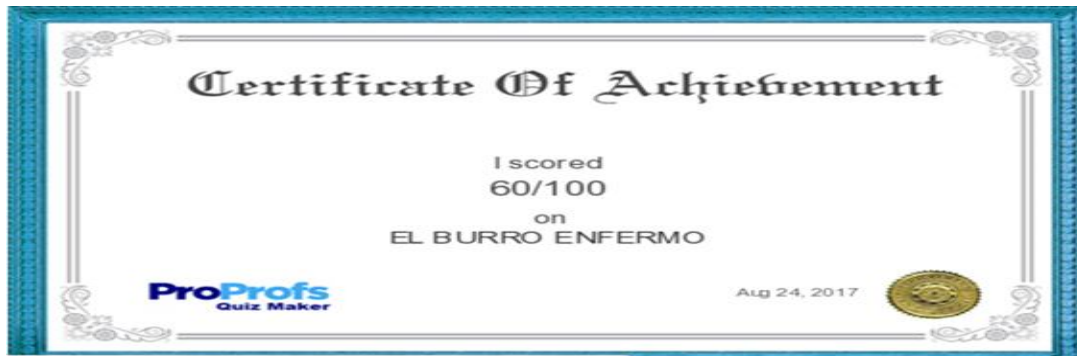 Certificate Of Achievement
I scored
60/100
on
EL BURRO ENFERMO
ProProfs
Quiz Maker
Aug 24, 2017